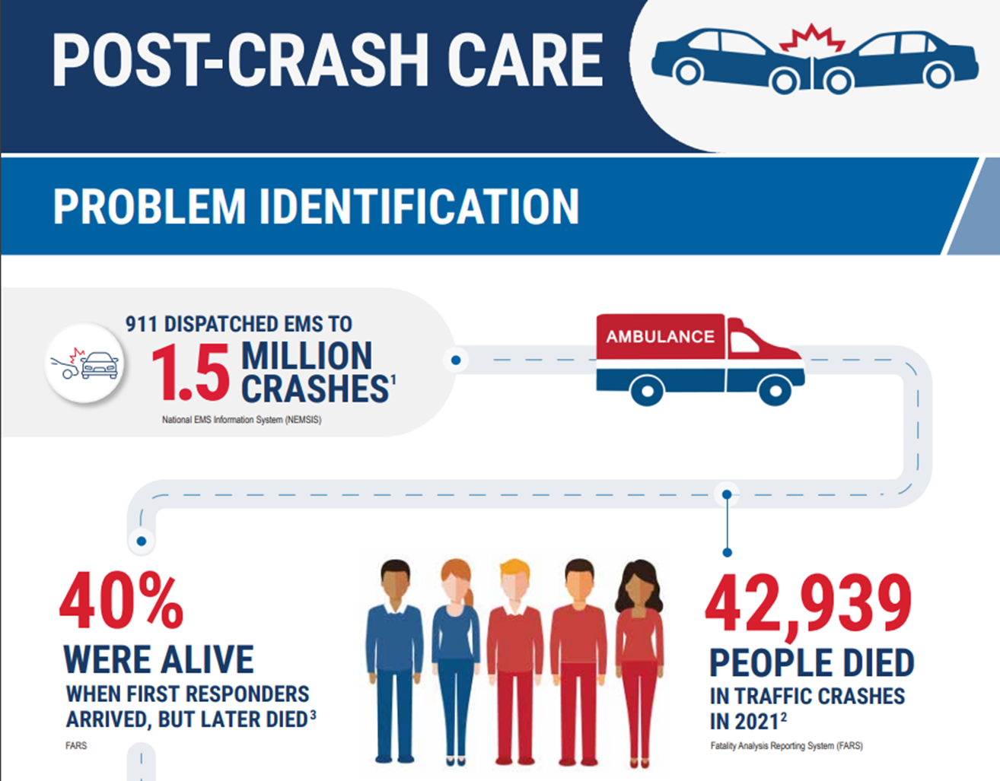 POST-CRASH CARE
PROBLEM IDENTIFICATION
911 DISPATCHED EMS TO
1.5 MILLION
CRASHES¹
National EMS Information System (NEMSIS)
AMBULANCE
40%
WERE ALIVE
WHEN FIRST RESPONDERS
ARRIVED, BUT LATER DIED³
FARS
42,939
PEOPLE DIED
IN TRAFFIC CRASHES
IN 2021²
Fatality Analysis Reporting System (FARS)